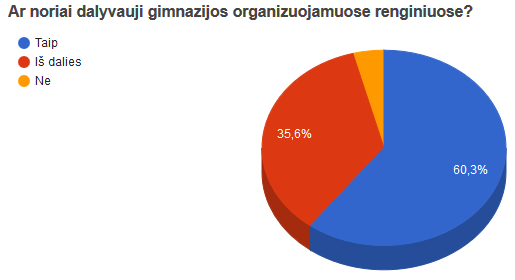 Ar noriai dalyvauji gimnazijos organizuojamuose renginiuose?
Taip
Iš dalies
Ne
35,6%
60,3%